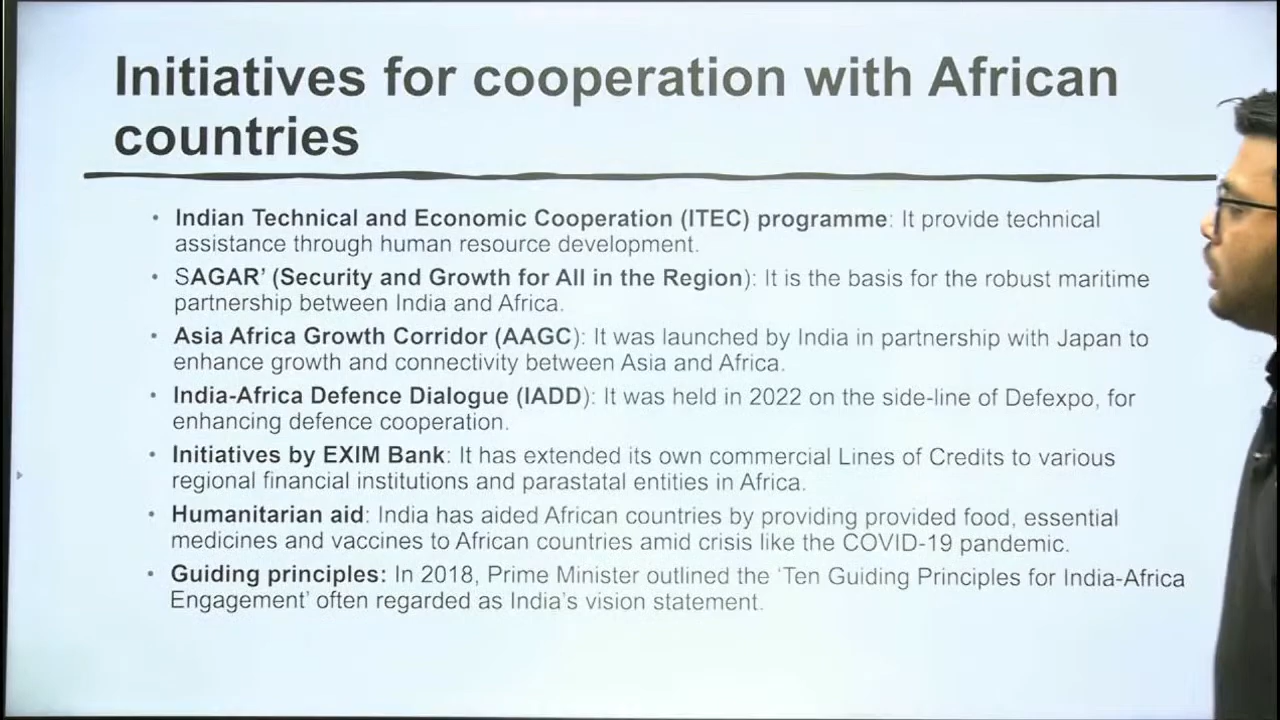 Initiatives for cooperation with African
countries
• Indian Technical and Economic Cooperation (ITEC) programme: It provide technical
assistance through human resource development.
• SAGAR’ (Security and Growth for All in the Region): It is the basis for the robust maritime
partnership between India and Africa.
• Asia Africa Growth Corridor (AAGC): It was launched by India in partnership with Japan to
enhance growth and connectivity between Asia and Africa.
• India-Africa Defence Dialogue (IADD): It was held in 2022 on the side-line of Defexpo, for
enhancing defence cooperation.
• Initiatives by EXIM Bank: It has extended its own commercial Lines of Credits to various
regional financial institutions and parastatal entities in Africa.
• Humanitarian aid: India has aided African countries by providing provided food, essential
medicines and vaccines to African countries amid crisis like the COVID-19 pandemic.
• Guiding principles: In 2018, Prime Minister outlined the ‘Ten Guiding Principles for India-Africa
Engagement’ often regarded as India’s vision statement.